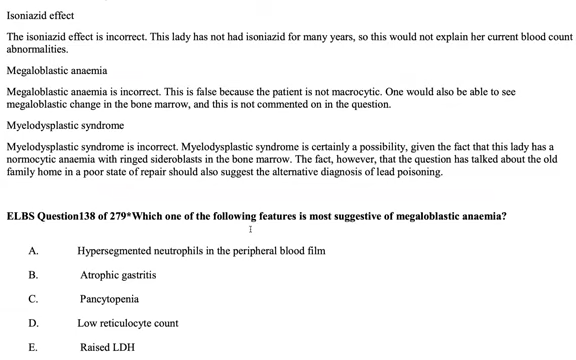 Isoniazid effect
The isoniazid effect is incorrect. This lady has not had isoniazid for many years, so this would not explain her current blood count
abnormalities.
Megaloblastic anaemia
Megaloblastic anaemia is incorrect. This is false because the patient is not macrocytic. One would also be able to see
megaloblastic change in the bone marrow, and this is not commented on in the question.
Myelodysplastic syndrome
Myelodysplastic syndrome is incorrect. Myelodysplastic syndrome is certainly a possibility, given the fact that this lady has a
normocytic anaemia with ringed sideroblasts in the bone marrow. The fact, however, that the question has talked about the old
family home in a poor state of repair should also suggest the alternative diagnosis of lead poisoning.
ELBS Question138 of 279*Which one of the following features is most suggestive of megaloblastic anaemia?
A. Hypersegmented neutrophils in the peripheral blood film
B. Atrophic gastritis
C. Pancytopenia
D. Low reticulocyte count
E. Raised LDH